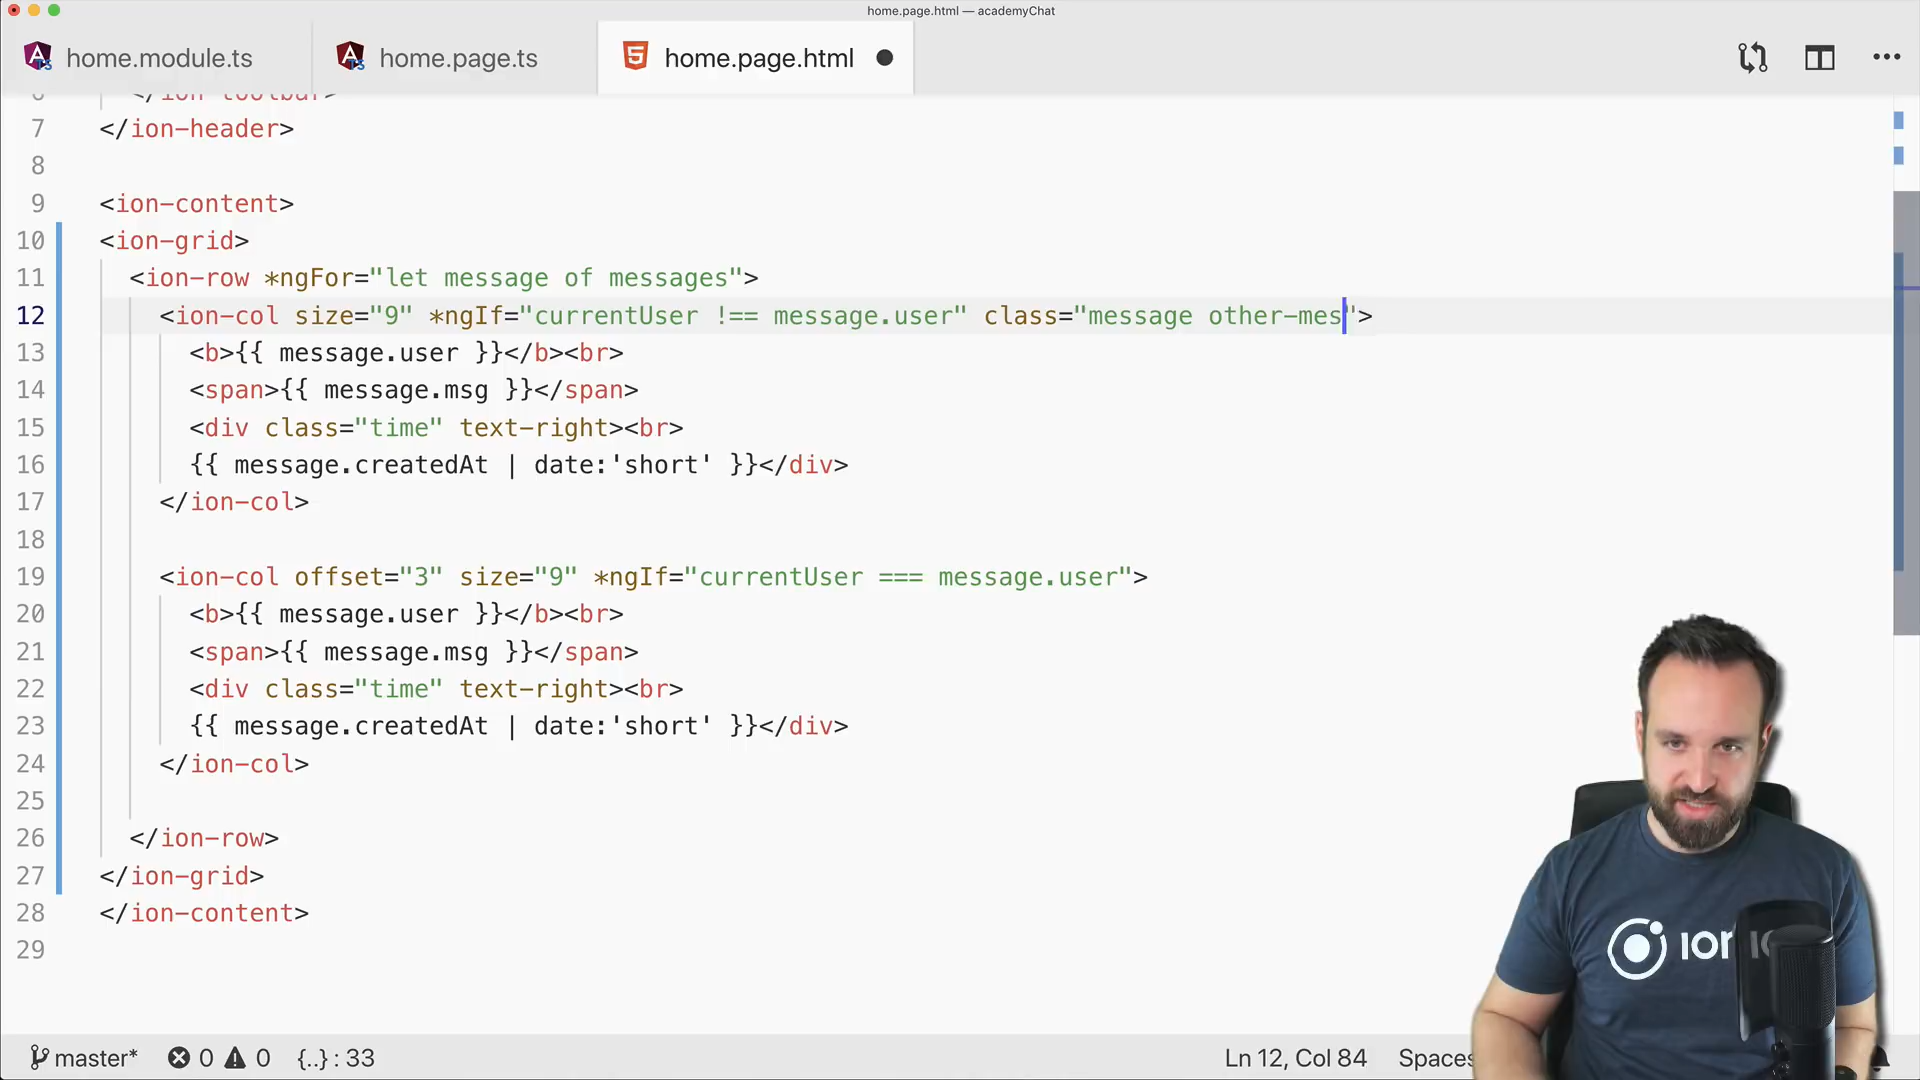 home.page.html — academyChat
home.module.ts
home.page.ts
home.page.html
6 </ion-toolbar>
7 </ion-header>
8
9 <ion-content>
10 <ion-grid>
11 <ion-row *ngFor="let message of messages">
12 <ion-col size="9" *ngIf="currentUser !== message.user" class="message other-mes">
13 <b>{{ message.user }}</b><br>
14 <span>{{ message.msg }}</span>
15 <div class="time" text-right><br>
16 {{ message.createdAt | date:'short' }}</div>
17 </ion-col>
18
19 <ion-col offset="3" size="9" *ngIf="currentUser === message.user">
20 <b>{{ message.user }}</b><br>
21 <span>{{ message.msg }}</span>
22 <div class="time" text-right><br>
23 {{ message.createdAt | date:'short' }}</div>
24 </ion-col>
25
26 </ion-row>
27 </ion-grid>
28 </ion-content>
29
master* 0 0 {..} : 33 Ln 12, Col 84 Spaces